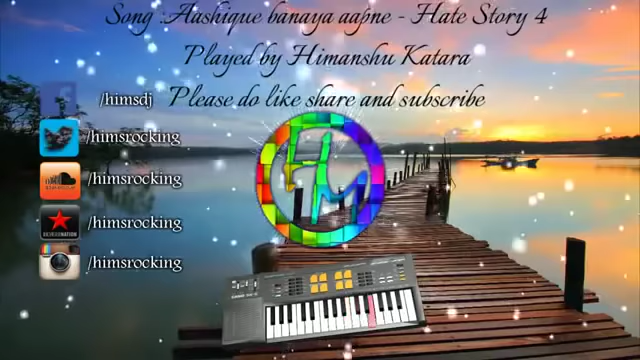 Song :Aashique banaya aapne - Hate Story 4
Played by Himanshu Katara
Please do like share and subscribe
/himsdj
/himsrocking
/himsrocking
/himsrocking
/himsrocking
HM